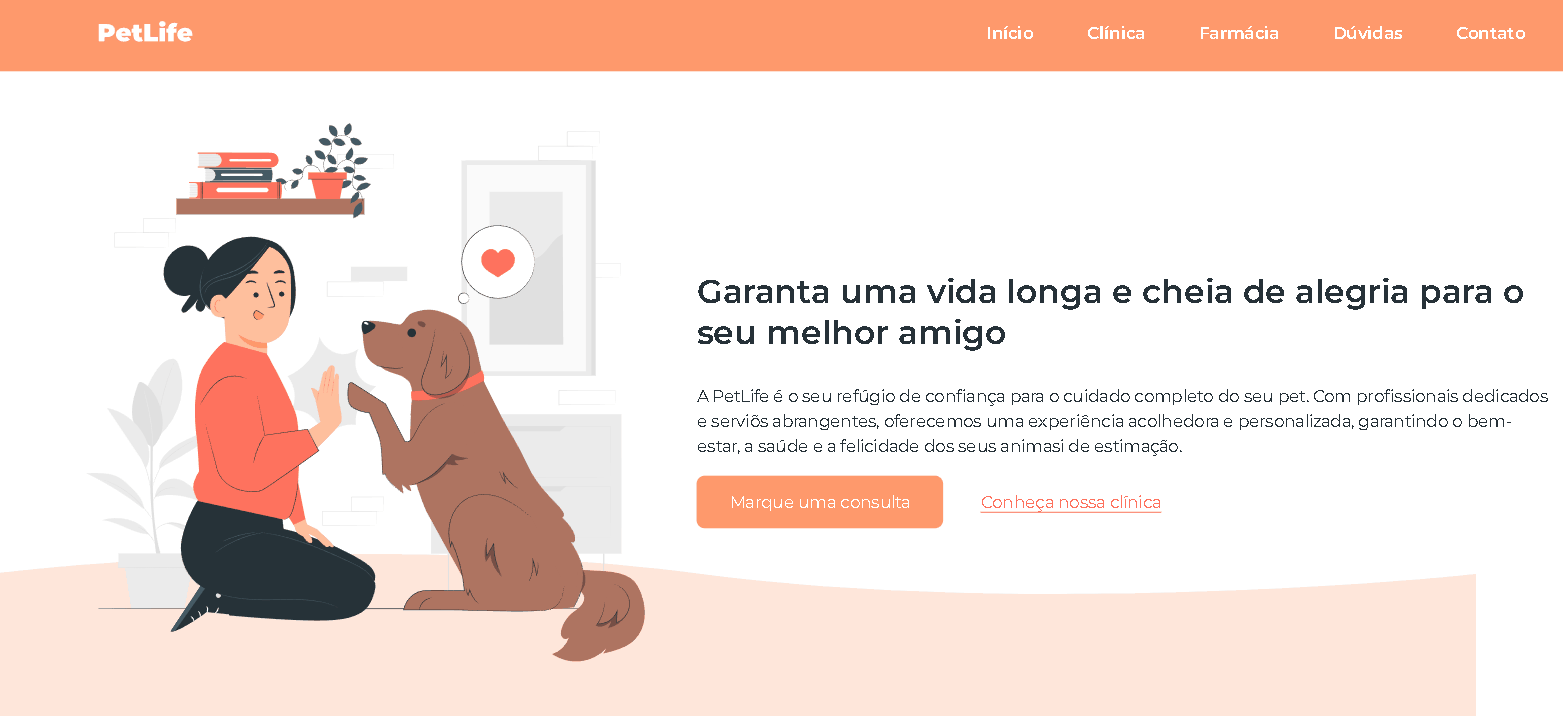 PetLife
Início Clínica Farmácia Dúvidas Contato
Garanta uma vida longa e cheia de alegria para o
seu melhor amigo
A PetLife é o seu refúgio de confiança para o cuidado completo do seu pet. Com profissionais dedicados
e serviõs abrangentes, oferecemos uma experiência acolhedora e personalizada, garantindo o bem-
estar, a saúde e a felicidade dos seus animasi de estimação.
Marque uma consulta Conheça nossa clínica